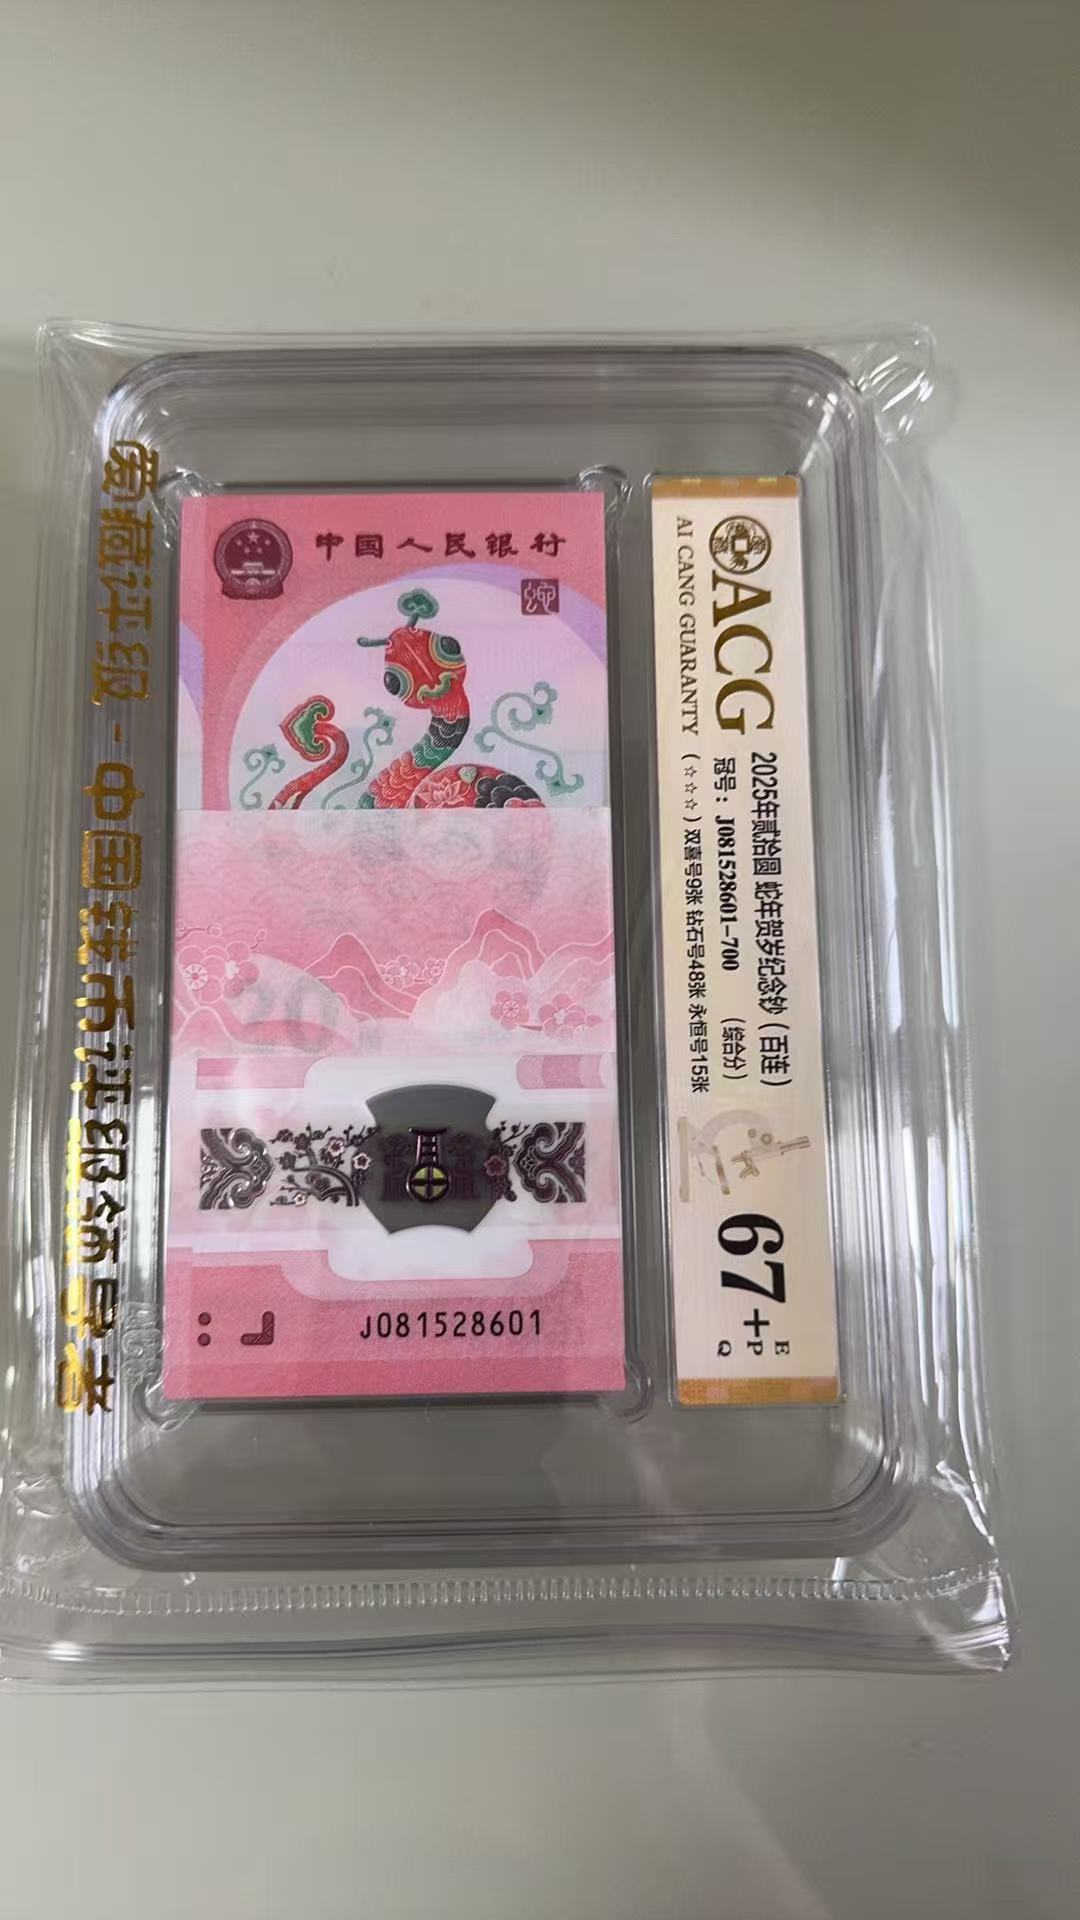 爱藏评级 - 中国钱币评级领导者
中国人民银行
J081528601
ACG
AI CANG GUARANTY
2025年贰拾圆 蛇年贺岁纪念钞（百连）
冠号：J081528601-700 （综合分）
（☆☆☆）双喜号9张 钻石号48张 永恒号15张
67+
E
P
Q